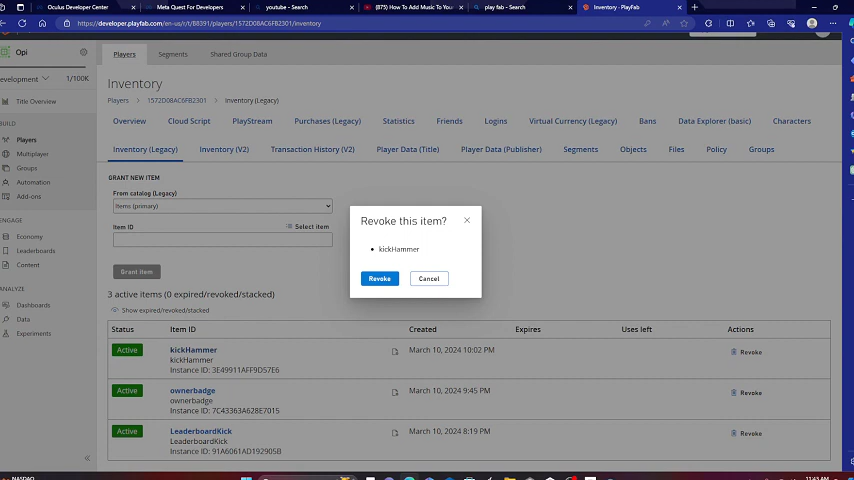 Oculus Developer Center
Meta Quest For Developers
youtube - Search
(875) How To Add Music To You
play fab - Search
Inventory · PlayFab
https://developer.playfab.com/en-us/r/t/B8391/players/1572D08AC6FB2301/inventory
Opi
Players
Segments
Shared Group Data
evelopment
1/100K
Title Overview
BUILD
Players
Multiplayer
Groups
Automation
Add-ons
ENGAGE
Economy
Leaderboards
Content
ANALYZE
Dashboards
Data
Experiments
Inventory
Players
1572D08AC6FB2301
Inventory (Legacy)
Overview
Cloud Script
PlayStream
Purchases (Legacy)
Statistics
Friends
Logins
Virtual Currency (Legacy)
Bans
Data Explorer (basic)
Characters
Inventory (Legacy)
Inventory (V2)
Transaction History (V2)
Player Data (Title)
Player Data (Publisher)
Segments
Objects
Files
Policy
Groups
GRANT NEW ITEM
From catalog (Legacy)
Items (primary)
Item ID
Select item
Grant item
Revoke this item?
• kickHammer
Revoke
Cancel
3 active items (0 expired/revoked/stacked)
Show expired/revoked/stacked
Status
Item ID
Created
Expires
Uses left
Actions
Active
kickHammer
March 10, 2024 10:02 PM
Revoke
kickHammer
Instance ID: 3E49911AFF9D57E6
Active
ownerbadge
March 10, 2024 9:45 PM
Revoke
ownerbadge
Instance ID: 7C43363A628E7015
Active
LeaderboardKick
March 10, 2024 8:19 PM
Revoke
LeaderboardKick
Instance ID: 91A6061AD192905B
NASDAQ
11:43 AM